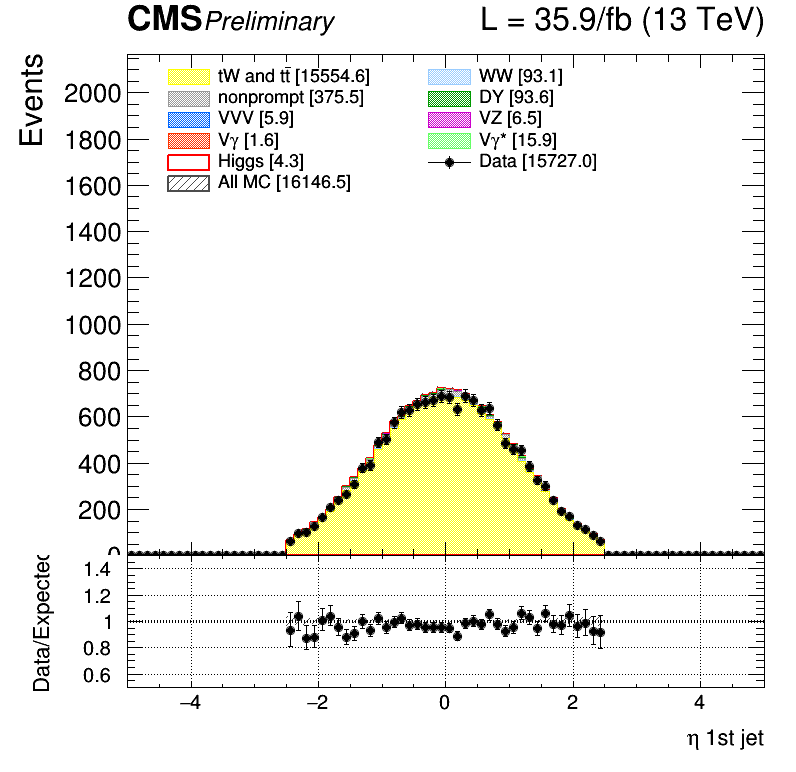 CMS Preliminary L = 35.9/fb (13 TeV)
Events
tW and tt̄ [15554.6] WW [93.1]
nonprompt [375.5] DY [93.6]
VVV [5.9] VZ [6.5]
Vγ [1.6] Vγ* [15.9]
Higgs [4.3] Data [15727.0]
All MC [16146.5]
2000
1800
1600
1400
1200
1000
800
600
400
200
0
Data/Expected
1.4
1.2
1
0.8
0.6
−4 −2 0 2 4
η 1st jet